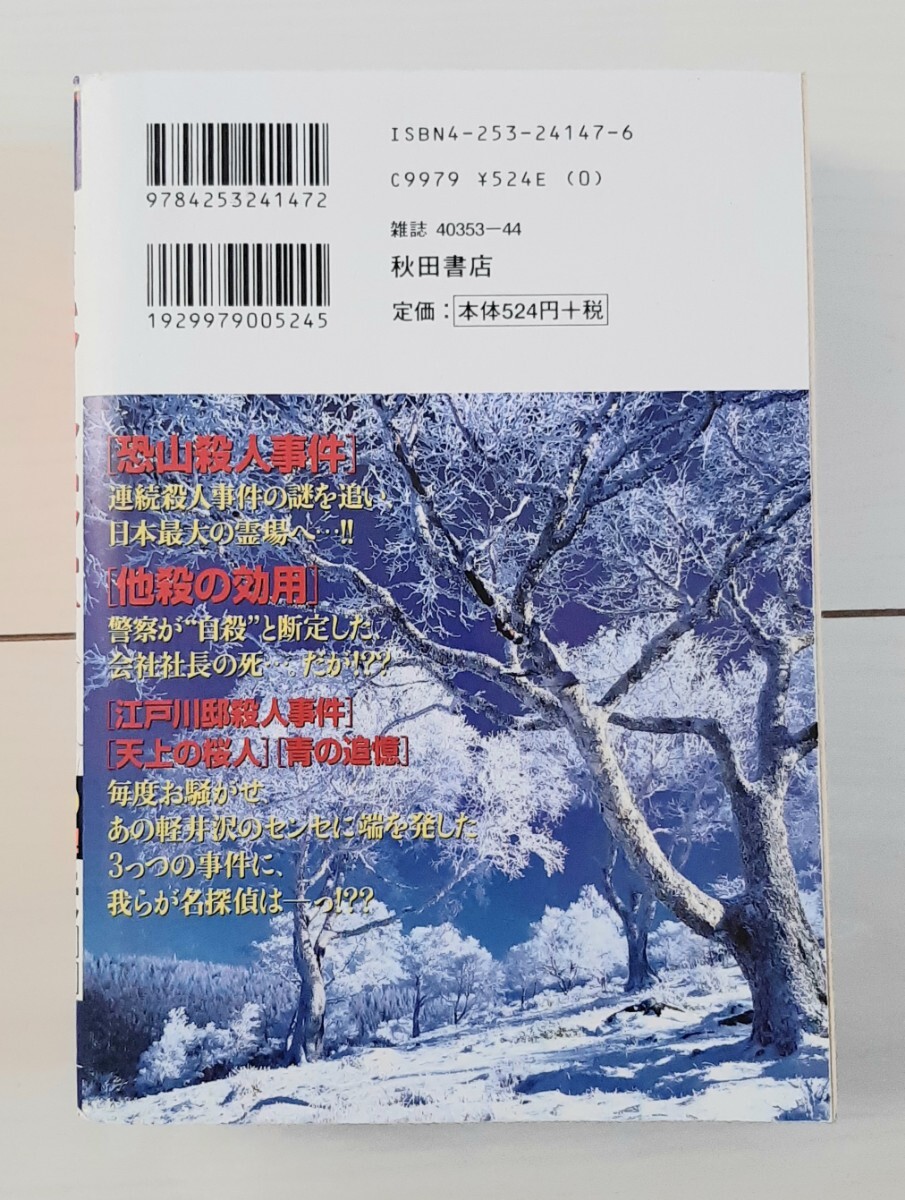 ISBN4-253-24147-6
9784253241472
C9979 ¥524E (0)
雑誌 40353-44
秋田書店
1929979005245
定価：本体524円+税
[恐山殺人事件]
連続殺人事件の謎を追い、
日本最大の霊場へ…!!
[他殺の効用]
警察が“自殺”と断定した、
会社社長の死…。だが!??
[江戸川邸殺人事件]
[天上の桜人][青の追憶]
毎度お騒がせ、
あの軽井沢のセンセに端を発した
3っつの事件に、
我らが名探偵は―っ!??